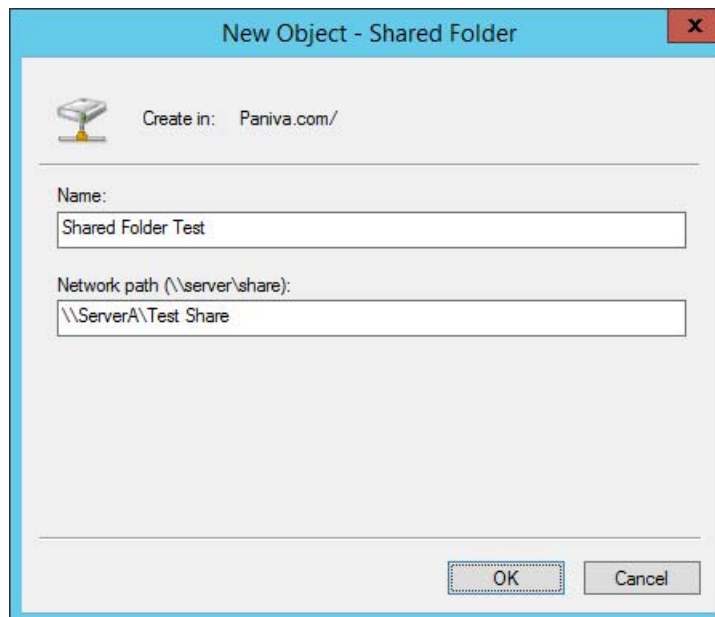 New Object - Shared Folder
x
Create in: Paniva.com/
Name:
Shared Folder Test
Network path (\\server\share):
\\ServerA\Test Share
OK Cancel